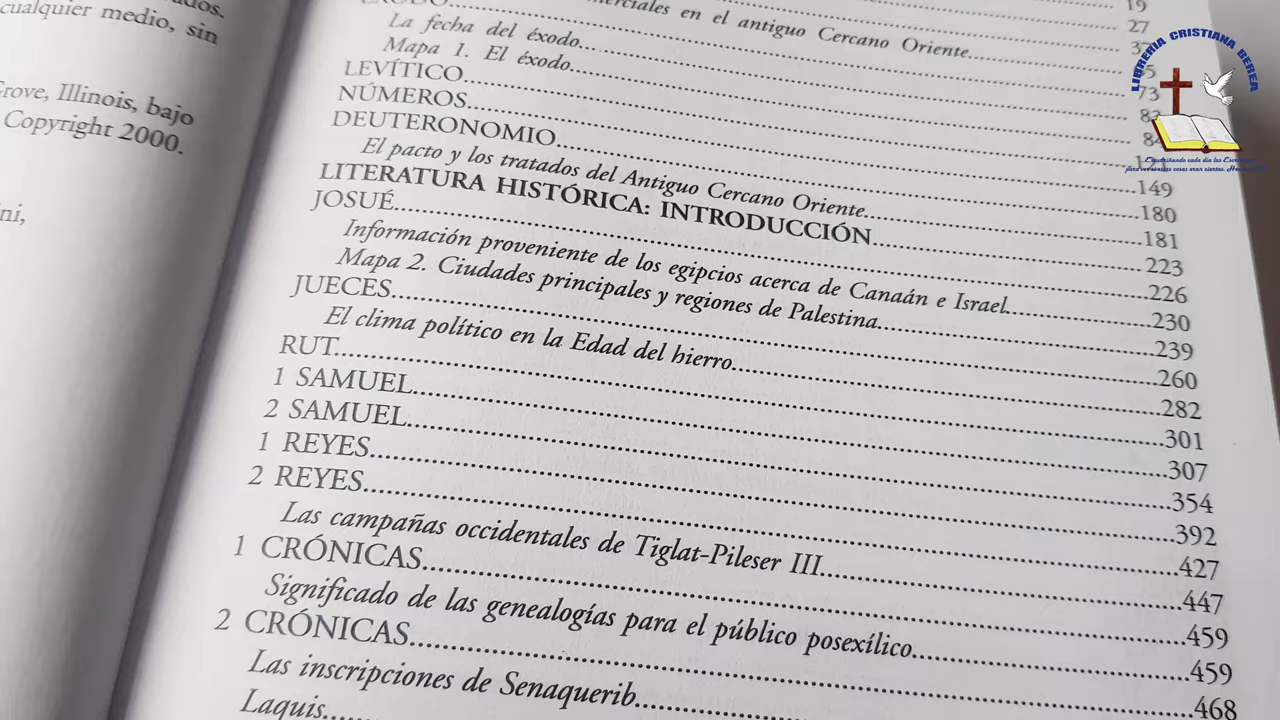 ados.
cualquier medio, sin
Grove, Illinois, bajo
Copyright 2000.
ini,
19
27
merciales en el antiguo Cercano Oriente........ 73
La fecha del éxodo........ 83
Mapa 1. El éxodo........
LEVÍTICO........ 121
NÚMEROS........149
DEUTERONOMIO........180
El pacto y los tratados del Antiguo Cercano Oriente........181
LITERATURA HISTÓRICA: INTRODUCCIÓN........223
JOSUÉ........226
Información proveniente de los egipcios acerca de Canaán e Israel........230
Mapa 2. Ciudades principales y regiones de Palestina........239
JUECES........260
El clima político en la Edad del hierro........282
RUT........301
1 SAMUEL........307
2 SAMUEL........354
1 REYES........392
2 REYES........427
Las campañas occidentales de Tiglat-Pileser III........447
1 CRÓNICAS........459
Significado de las genealogías para el público posexílico........459
2 CRÓNICAS........468
Las inscripciones de Senaquerib........
Laquis........
LIBRERIA CRISTIANA BEREA